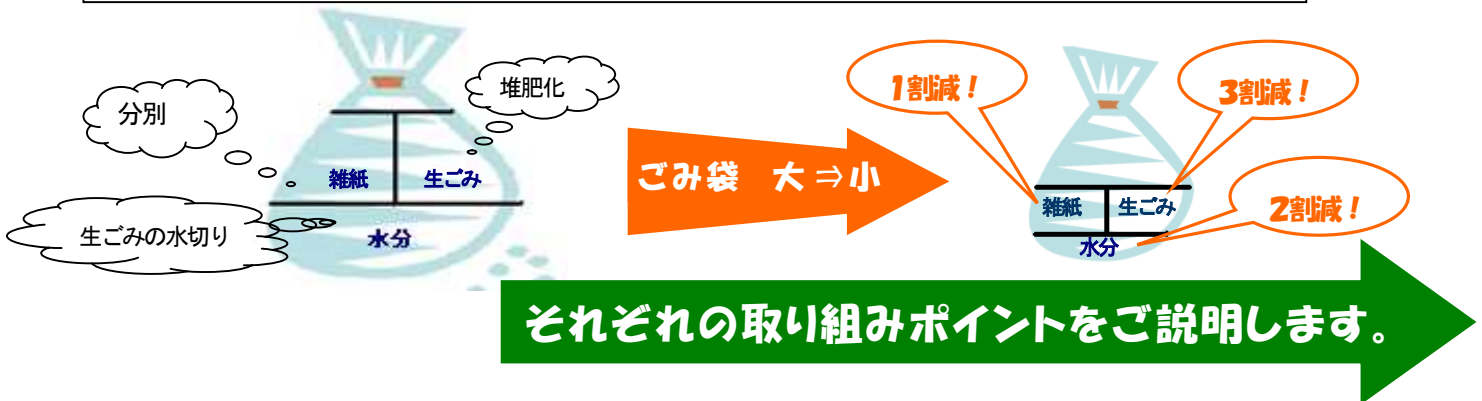 分別
堆肥化
雑紙
生ごみ
生ごみの水切り
水分
ごみ袋 大⇒小
1割減！
3割減！
雑紙
生ごみ
2割減！
水分
それぞれの取り組みポイントをご説明します。